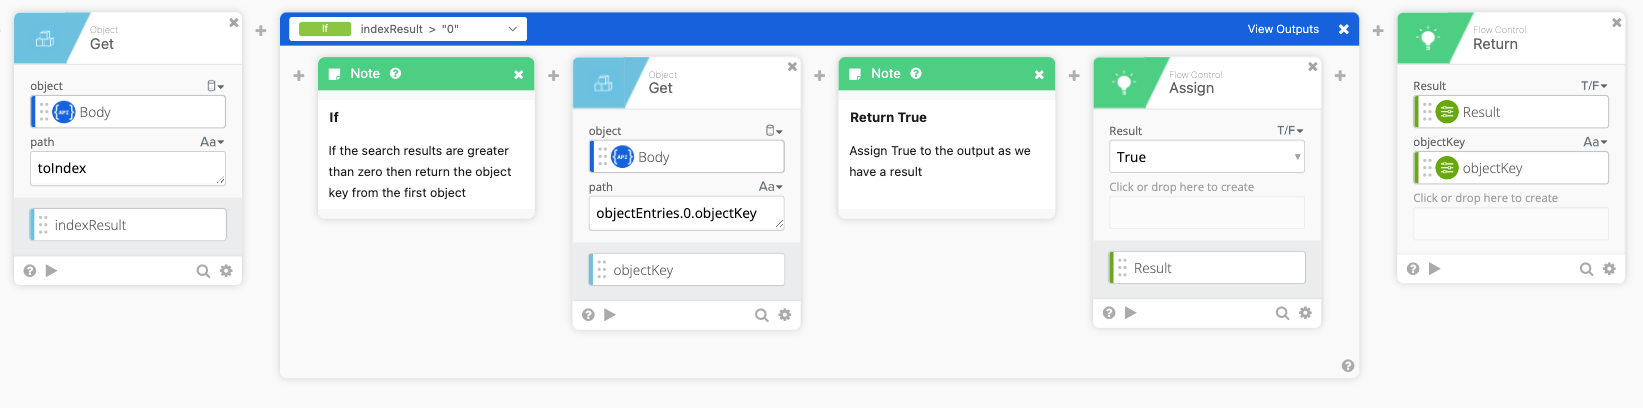 Object
Get
object
Body
path
Aa
toIndex
indexResult
If indexResult > "0"
View Outputs
Note
If
If the search results are greater
than zero then return the object
key from the first object
Object
Get
object
API
Body
path
Aa
objectEntries.0.objectKey
objectKey
Note
Return True
Assign True to the output as we
have a result
Flow Control
Assign
Result
T/F
True
Click or drop here to create
Result
Flow Control
Return
Result
T/F
Result
objectKey
Aa
objectKey
Click or drop here to create